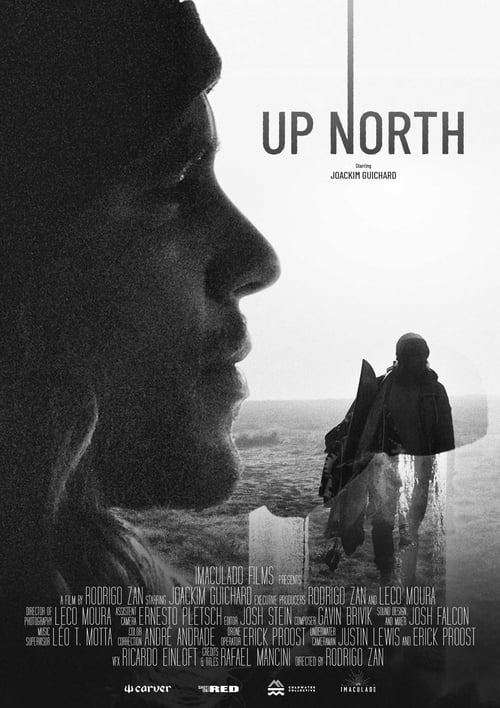 UP NORTH
Starring
JOACKIM GUICHARD
IMACULADO FILMS PRESENTS
A FILM BY RODRIGO ZAN STARRING JOACKIM GUICHARD EXECUTIVE PRODUCERS RODRIGO ZAN AND LECO MOURA
DIRECTOR OF PHOTOGRAPHY LECO MOURA ASSISTENT CAMERA ERNESTO PLETSCH EDITOR JOSH STEIN COMPOSER GAVIN BRIVIK SOUND DESIGN AND MIXER JOSH FALCON
MUSIC SUPERVISOR LÉO T. MOTTA COLOR CORRECTION ANDRÉ ANDRADE DRONE OPERATOR ERICK PROOST UNDERWATER CAMERAMAN JUSTIN LEWIS AND ERICK PROOST
VFX RICARDO EINLOFT CREDITS & TITLES RAFAEL MANCINI DIRECTED BY RODRIGO ZAN
carver RED IMACULADO